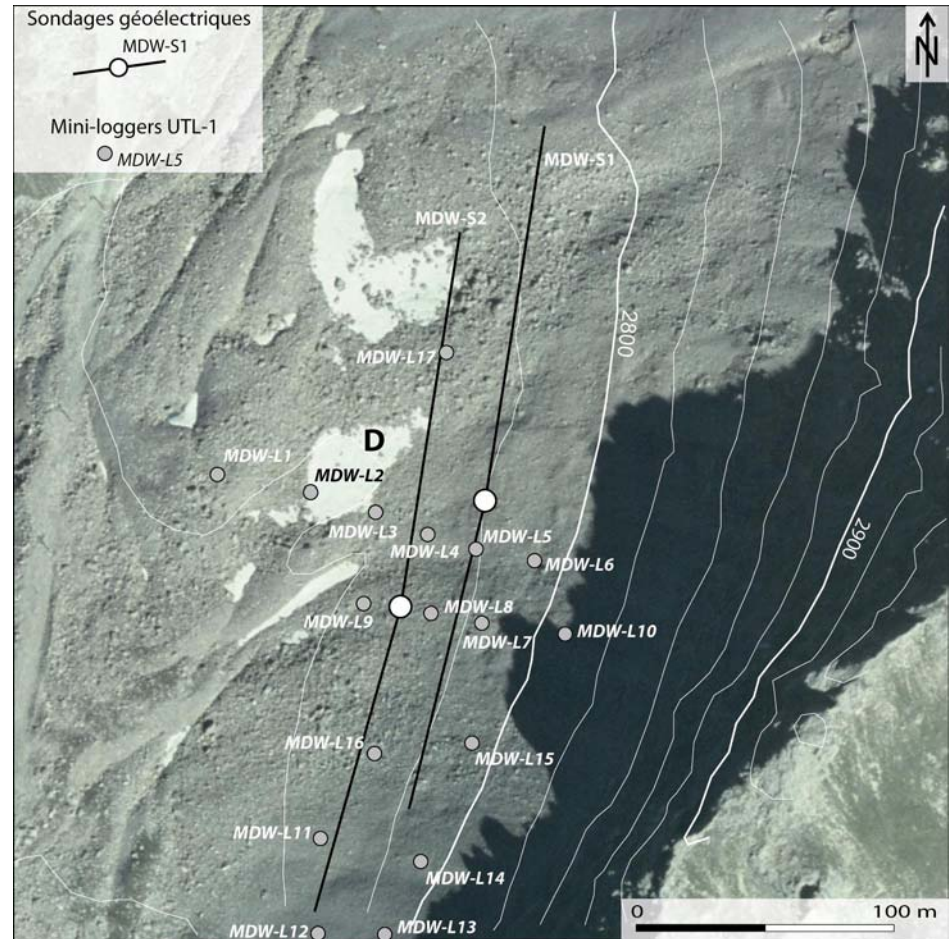 Sondages géoélectriques
MDW-S1
Mini-loggers UTL-1
MDW-L5
N
MDW-S1
MDW-S2
2800
MDW-L17
D
MDW-L1
MDW-L2
MDW-L3
MDW-L4
MDW-L5
MDW-L6
2900
MDW-L9
MDW-L8
MDW-L7
MDW-L10
MDW-L16
MDW-L15
MDW-L11
MDW-L14
MDW-L12
MDW-L13
0 100 m